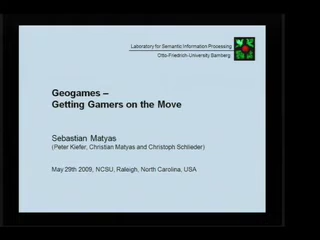 Laboratory for Semantic Information Processing
Otto-Friedrich-University Bamberg
Geogames –
Getting Gamers on the Move
Sebastian Matyas
(Peter Kiefer, Christian Matyas and Christoph Schlieder)
May 29th 2009, NCSU, Raleigh, North Carolina, USA